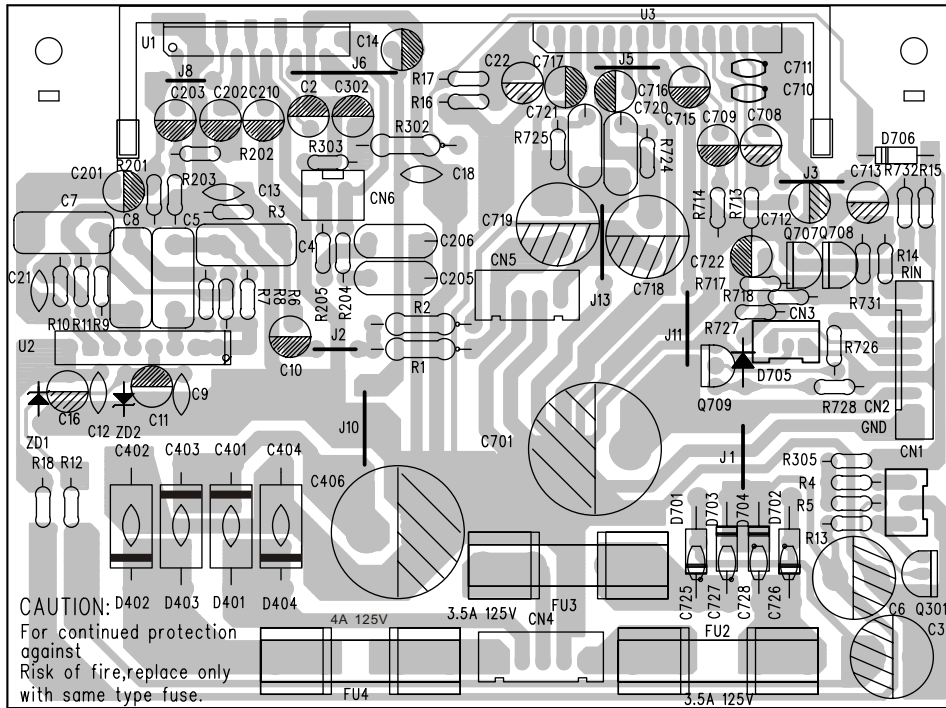 U1
C14
U3
J6
J8
R17
C22
C717
J5
C711
C710
C203
C202
C210
C2
C302
R16
C721
C716
C720
C715
C709
C708
R302
R725
R724
D706
R201
R202
R303
C201
R203
C13
C18
R714
R713
J3
C713
R732
R15
C7
C8
C5
R3
CN6
C719
C712
Q707
Q708
C4
C206
CN5
C722
R14
RIN
C21
C205
R717
C718
R718
R731
R10
R11
R9
R7
R8
R6
R205
R204
R2
J13
J11
CN3
R727
U2
C10
J2
R1
R726
D705
C16
C12
C11
C9
Q709
R728
CN2
ZD1
ZD2
J10
GND
C402
C403
C401
C404
C701
J1
CN1
R18
R12
C406
R305
R4
D701
D703
D704
D702
R5
R13
D402
D403
D401
D404
C725
C727
C728
C726
C6
Q301
C3
CAUTION:
For continued protection
against
Risk of fire,replace only
with same type fuse.
4A 125V
3.5A 125V
FU3
CN4
FU2
FU4
3.5A 125V